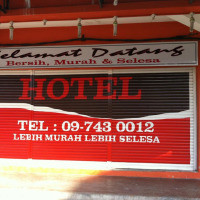 Selamat Datang
Bersih, Murah & Selesa
HOTEL
TEL : 09-743 0012
LEBIH MURAH LEBIH SELESA